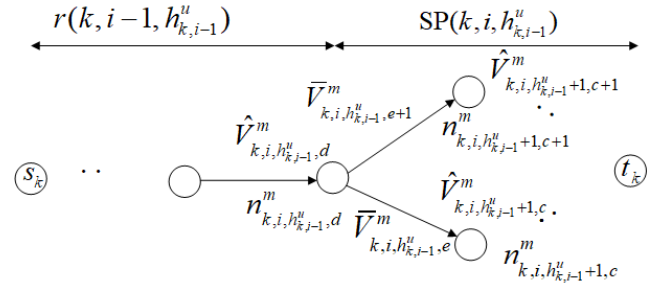 r(k, i−1, h^u_{k,i−1}) SP(k, i, h^u_{k,i−1})
V̂^m_{k,i,h^u_{k,i−1}+1,c+1}
V̄^m_{k,i,h^u_{k,i−1},e+1}
n^m_{k,i,h^u_{k,i−1}+1,c+1}
V̂^m_{k,i,h^u_{k,i−1},d}
s_k
t_k
n^m_{k,i,h^u_{k,i−1},d}
V̂^m_{k,i,h^u_{k,i−1}+1,c}
V̄^m_{k,i,h^u_{k,i−1},e}
n^m_{k,i,h^u_{k,i−1}+1,c}